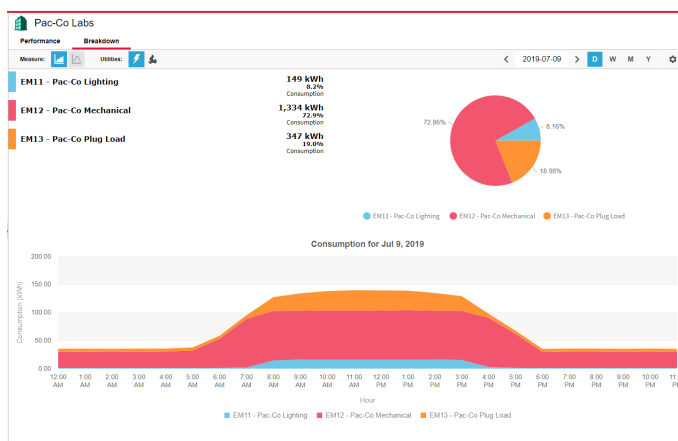 Pac-Co Labs
Performance Breakdown
Measure: Utilities: 2019-07-09 D W M Y
EM11 - Pac-Co Lighting 149 kWh
8.2%
Consumption
EM12 - Pac-Co Mechanical 1,334 kWh
72.9%
Consumption
EM13 - Pac-Co Plug Load 347 kWh
19.0%
Consumption
72.86% 8.16%
18.98%
EM11 - Pac-Co Lighting EM12 - Pac-Co Mechanical EM13 - Pac-Co Plug Load
Consumption for Jul 9, 2019
200.00
150.00
100.00
50.00
0.00
Consumption (kWh)
12:00 1:00 2:00 3:00 4:00 5:00 6:00 7:00 8:00 9:00 10:00 11:00 12:00 1:00 2:00 3:00 4:00 5:00 6:00 7:00 8:00 9:00 10:00 11:
AM AM AM AM AM AM AM AM AM AM AM AM PM PM PM PM PM PM PM PM PM PM PM P
Hour
EM11 - Pac-Co Lighting EM12 - Pac-Co Mechanical EM13 - Pac-Co Plug Load